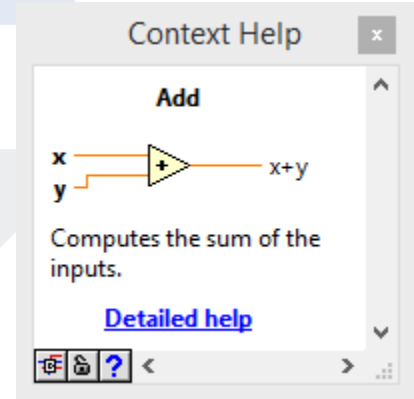 Context Help
x
Add
x
+
x+y
y
Computes the sum of the
inputs.
Detailed help
?